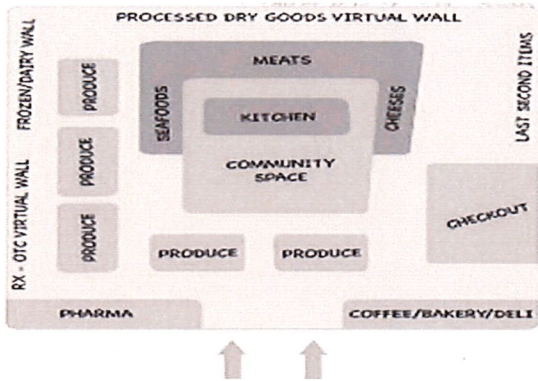 PROCESSED DRY GOODS VIRTUAL WALL
FROZEN/DAIRY WALL
RX - OTC VIRTUAL WALL
PRODUCE
PRODUCE
PRODUCE
MEATS
SEAFOODS
CHEESES
KITCHEN
COMMUNITY
SPACE
LAST SECOND ITEMS
CHECKOUT
PRODUCE
PRODUCE
PHARMA
COFFEE/BAKERY/DELI